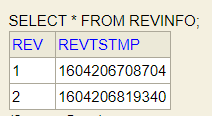 SELECT * FROM REVINFO;
REV REVTSTMP
1 1604206708704
2 1604206819340